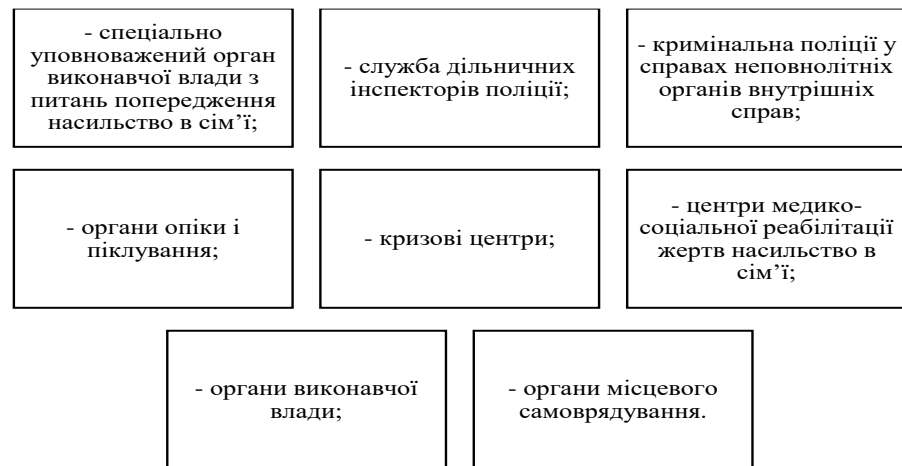 - спеціально
уповноважений орган
виконавчої влади з
питань попередження
насильство в сім’ї;
- служба дільничних
інспекторів поліції;
- кримінальна поліції у
справах неповнолітніх
органів внутрішніх
справ;
- органи опіки і
піклування;
- кризові центри;
- центри медико-
соціальної реабілітації
жертв насильство в
сім’ї;
- органи виконавчої
влади;
- органи місцевого
самоврядування.